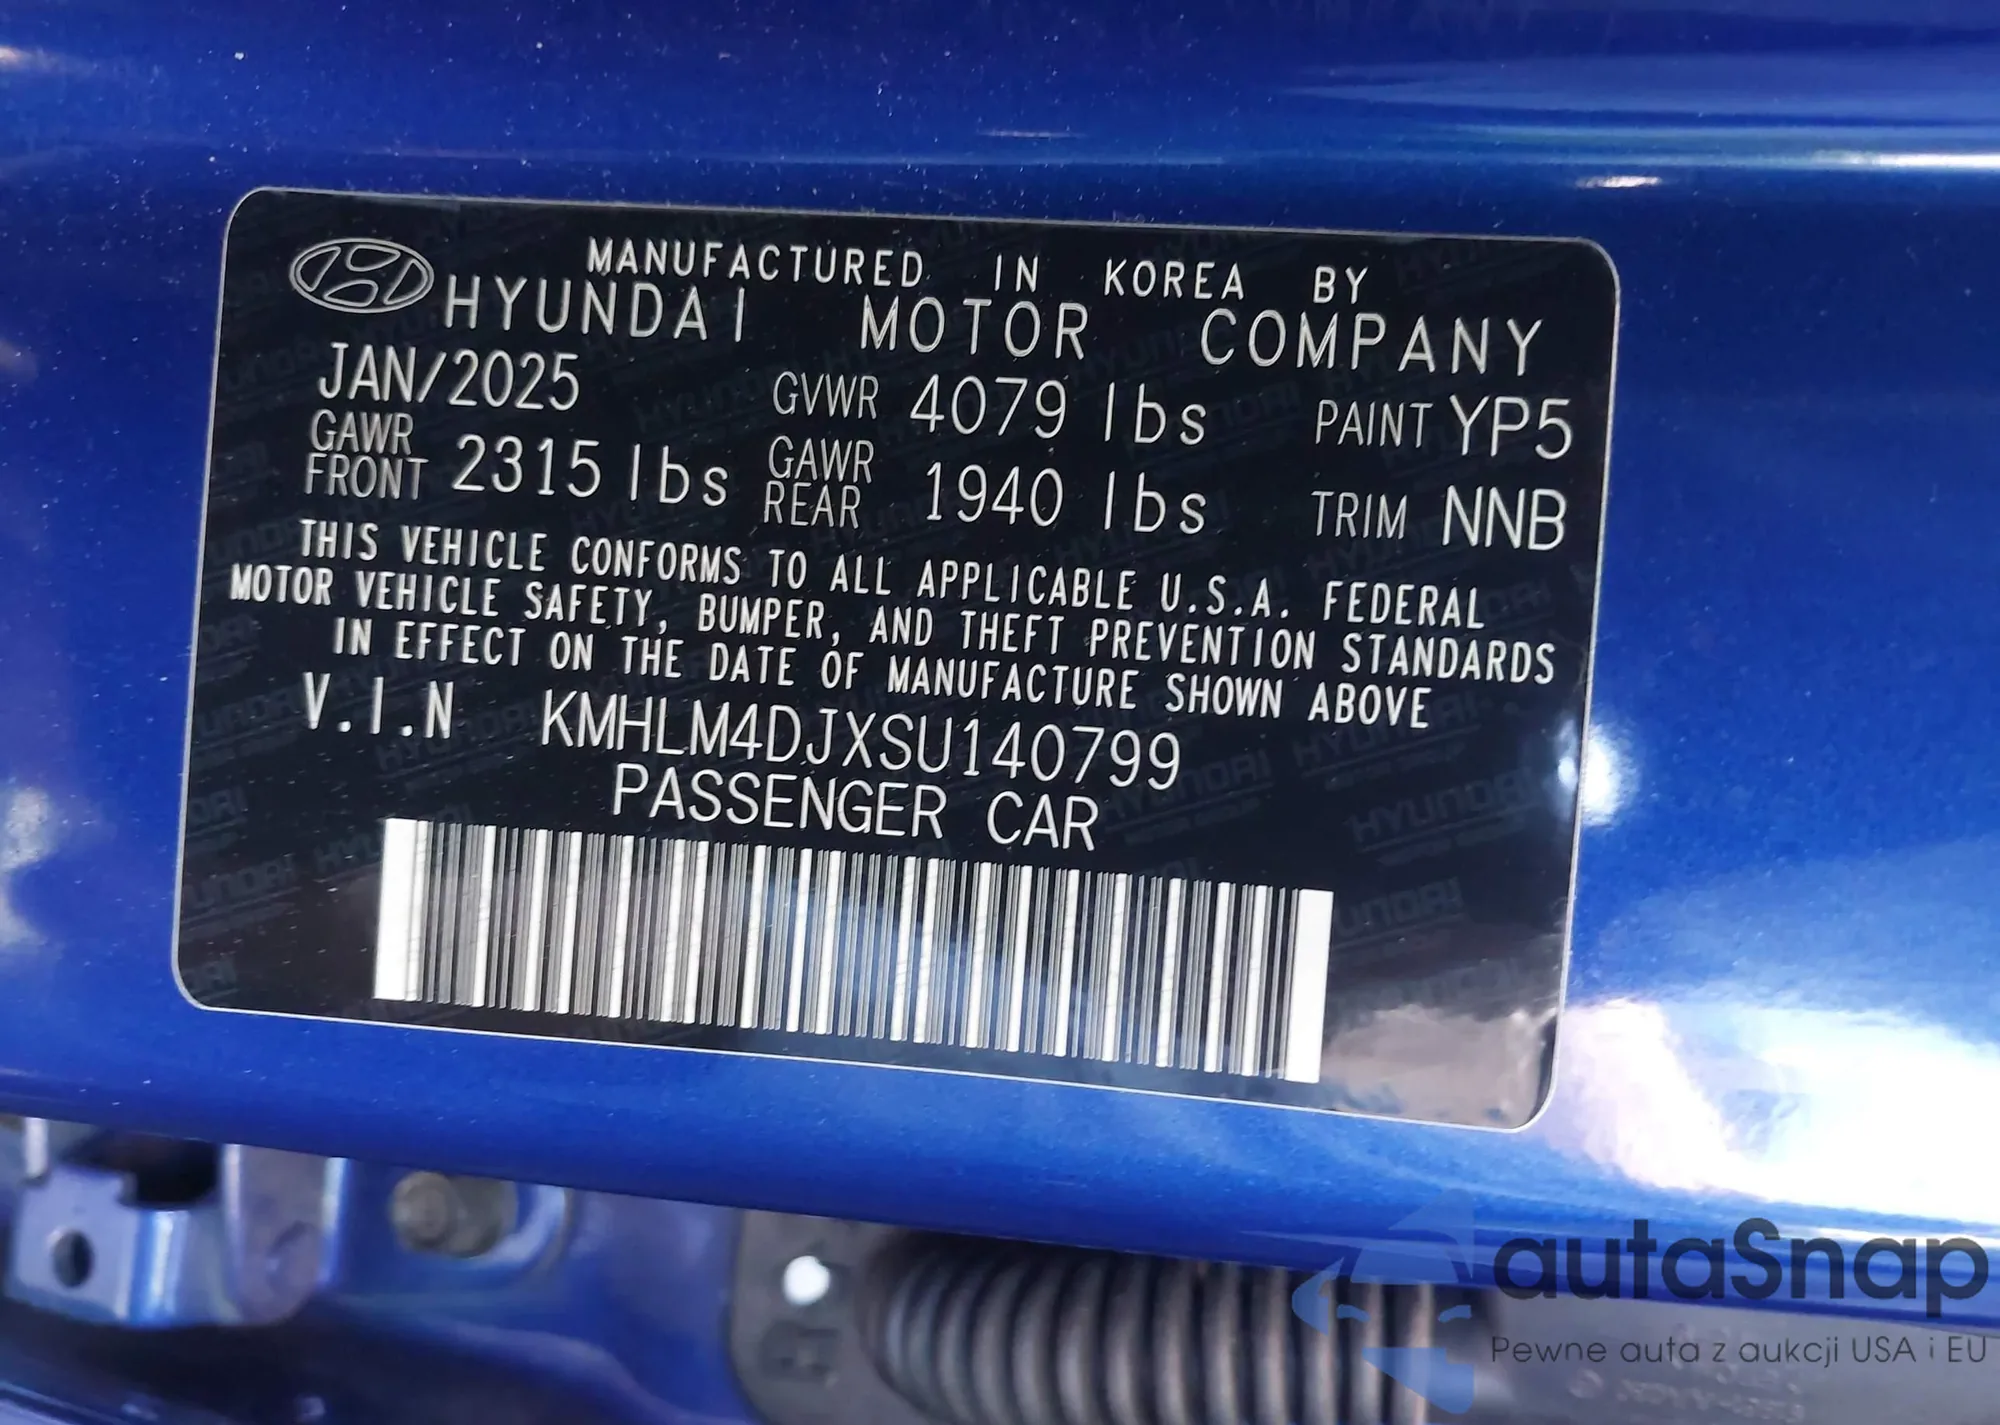 MANUFACTURED IN KOREA BY
HYUNDAI MOTOR COMPANY
JAN/2025 GVWR 4079 lbs PAINT YP5
GAWR FRONT 2315 lbs GAWR REAR 1940 lbs TRIM NNB
THIS VEHICLE CONFORMS TO ALL APPLICABLE U.S.A. FEDERAL
MOTOR VEHICLE SAFETY, BUMPER, AND THEFT PREVENTION STANDARDS
IN EFFECT ON THE DATE OF MANUFACTURE SHOWN ABOVE
V.I.N KMHLM4DJXSU140799
PASSENGER CAR
autaSnap
Pewne auta z aukcji USA i EU